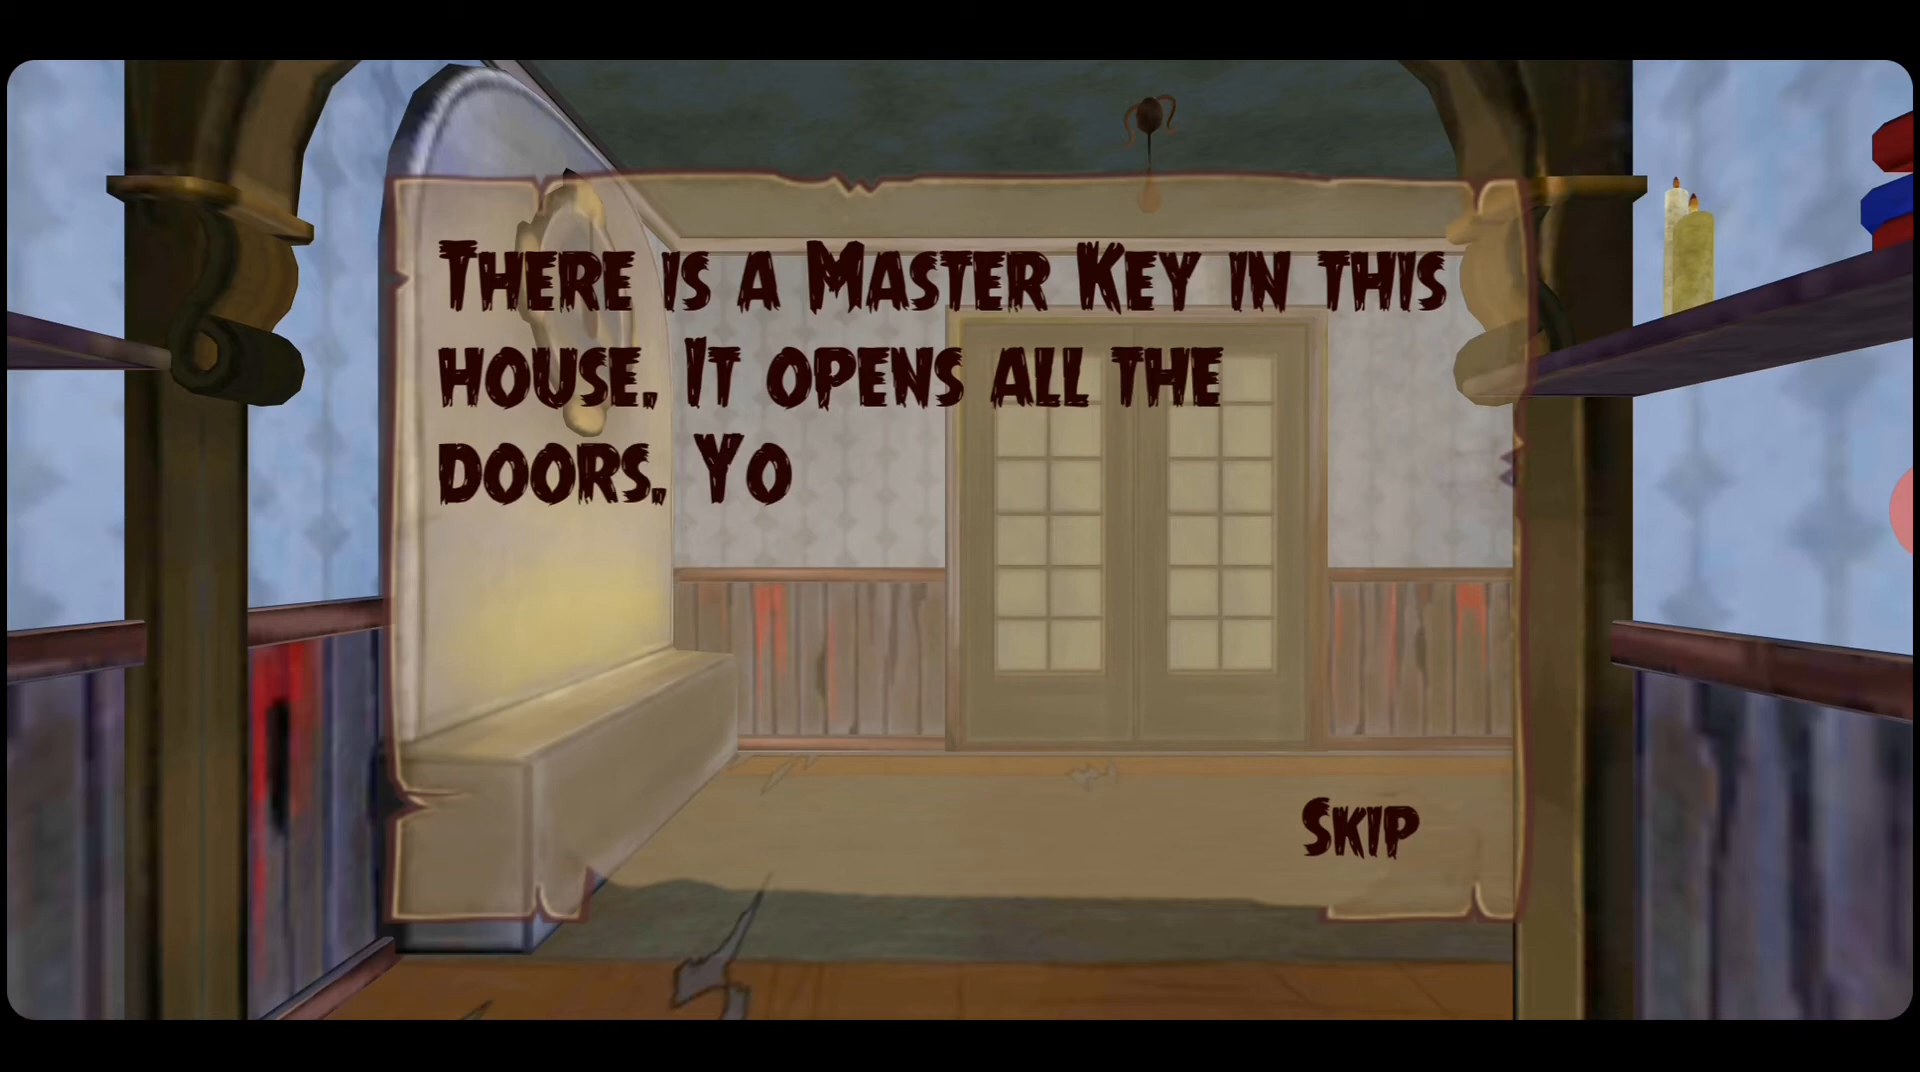 There is a Master Key in this
house. It opens all the
doors. Yo
Skip